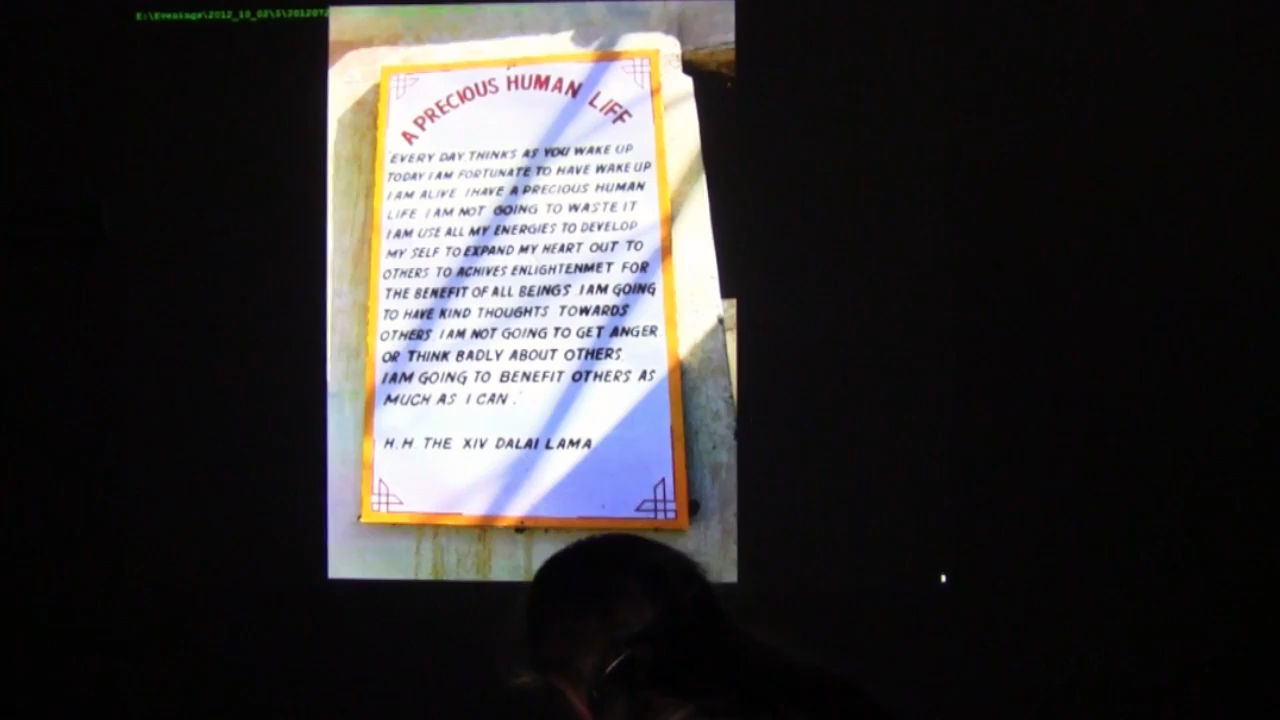 E:\Evenings\2012_10_02\S\201207
A PRECIOUS HUMAN LIFE
"EVERY DAY, THINKS AS YOU WAKE UP
TODAY I AM FORTUNATE TO HAVE WAKE UP
I AM ALIVE. I HAVE A PRECIOUS HUMAN
LIFE. I AM NOT GOING TO WASTE IT
I AM USE ALL MY ENERGIES TO DEVELOP
MY SELF TO EXPAND MY HEART OUT TO
OTHERS TO ACHIVES ENLIGHTENMET FOR
THE BENEFIT OF ALL BEINGS. I AM GOING
TO HAVE KIND THOUGHTS TOWARDS
OTHERS. I AM NOT GOING TO GET ANGER
OR THINK BADLY ABOUT OTHERS.
I AM GOING TO BENEFIT OTHERS AS
MUCH AS I CAN."
H.H. THE XIV DALAI LAMA